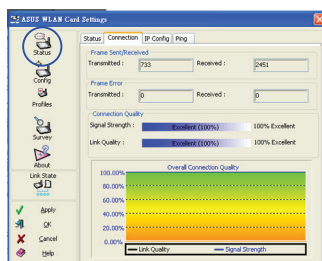 ASUS WLAN Card Settings
Status Connection IP Config Ping
Status
Config
Profiles
Survey
About
Link State
Apply
OK
Cancel
Help
Frame Sent/Received
Transmitted : 733 Received : 2451
Frame Error
Transmitted : 0 Received : 0
Connection Quality
Signal Strength : Excellent (100%) 100% Excellent
Link Quality : Excellent (100%) 100% Excellent
Overall Connection Quality
100.00%
80.00%
60.00%
40.00%
20.00%
0.00%
Link Quality Signal Strength